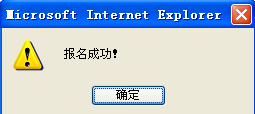 Microsoft Internet Explorer
报名成功!
确定